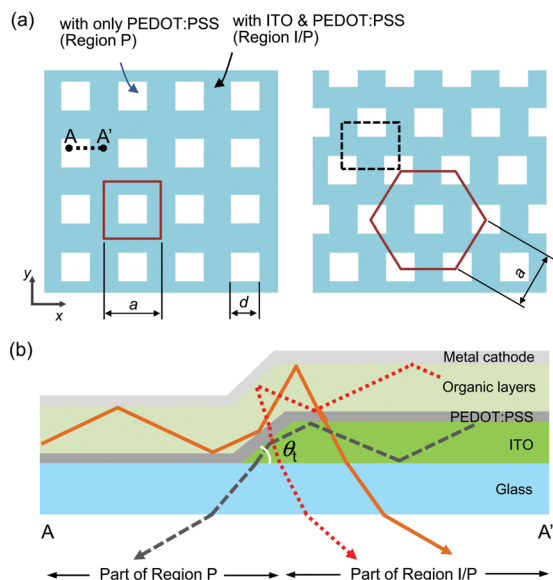 (a)
with only PEDOT:PSS
(Region P)
with ITO & PEDOT:PSS
(Region I/P)
A A'
y
x
a
d
a
(b)
Metal cathode
Organic layers
PEDOT:PSS
ITO
θt
Glass
A A'
Part of Region P
Part of Region I/P